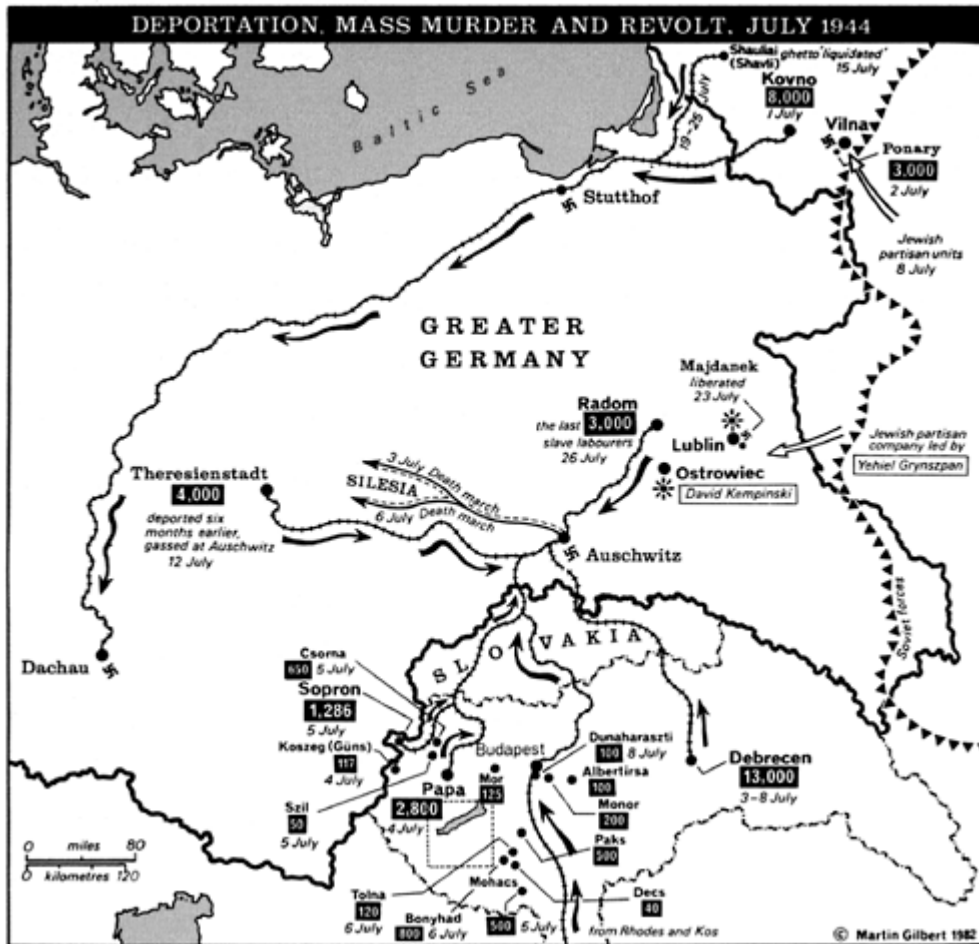 DEPORTATION, MASS MURDER AND REVOLT, JULY 1944
Baltic Sea
Shauliai
(Shavli)
ghetto 'liquidated'
15 July
19-25 July
Kovno
8,000
1 July
Vilna
Ponary
3,000
2 July
Stutthof
Jewish
partisan units
8 July
GREATER
GERMANY
Majdanek
liberated
23 July
Radom
the last 3,000
slave labourers
26 July
Lublin
Jewish partisan
company led by
Yehiel Grynszpan
Ostrowiec
David Kempinski
Theresienstadt
4,000
deported six
months earlier,
gassed at Auschwitz
12 July
3 July Death march
SILESIA
6 July Death march
Auschwitz
Soviet forces
Dachau
SLOVAKIA
Csorna
650 5 July
Sopron
1,286
5 July
Koszeg (Güns)
117
4 July
Szil
50
5 July
Papa
2,800
4 July
Budapest
Mor
125
Dunaharaszti
100 8 July
Albertirsa
100
Monor
200
Paks
500
Debrecen
13,000
3-8 July
Tolna
120
6 July
Bonyhad
800 6 July
Mohacs
500 5 July
Decs
40
from Rhodes and Kos
0 miles 80
0 kilometres 120
© Martin Gilbert 1982